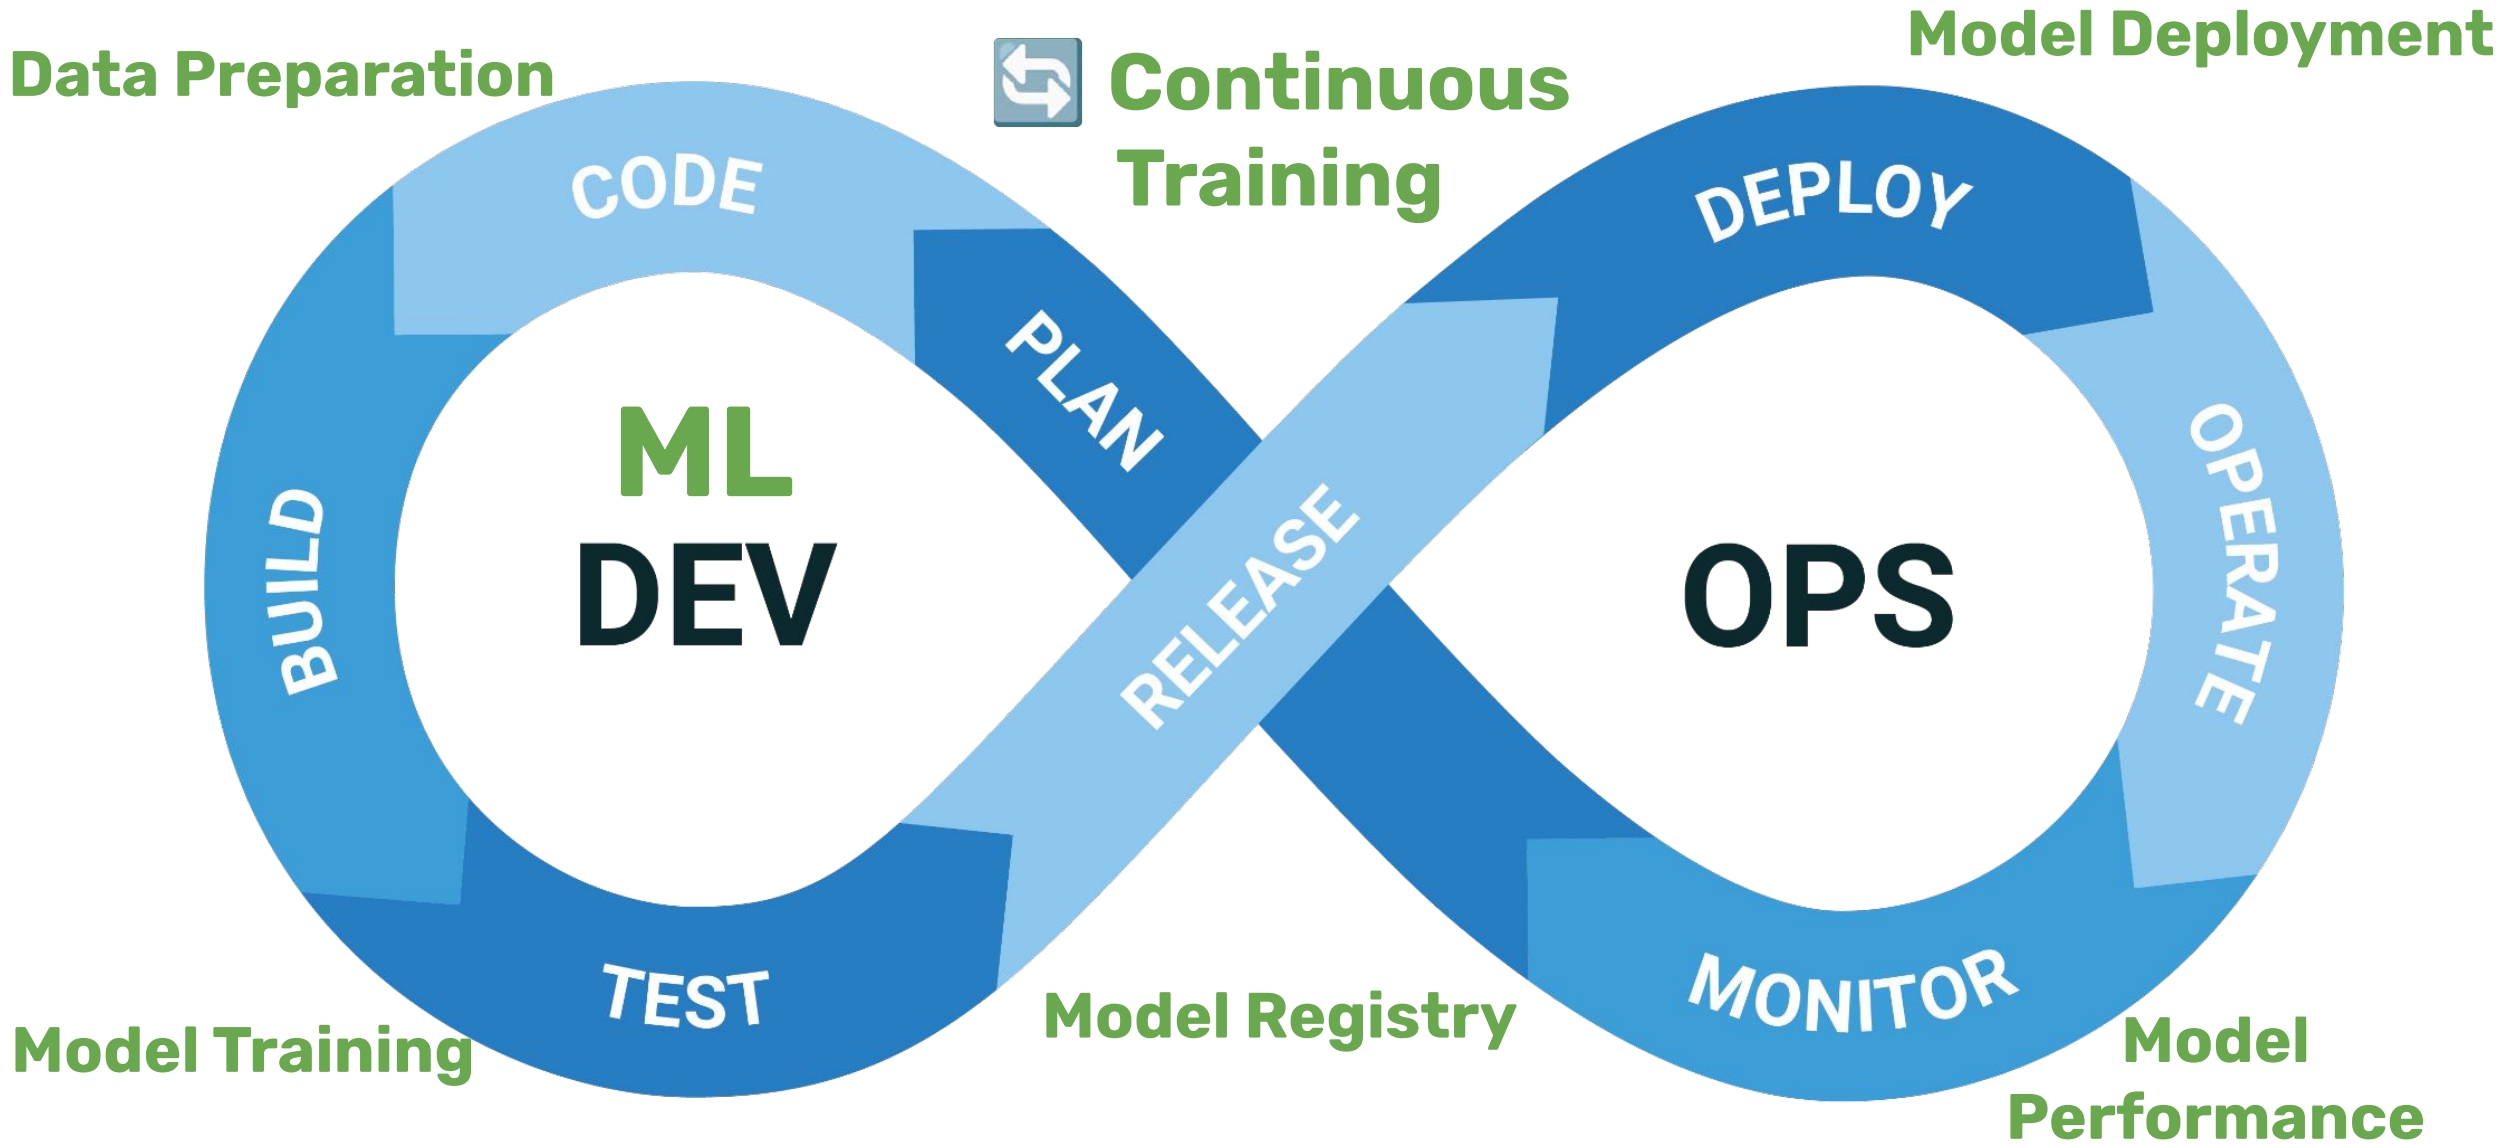 Data Preparation
Continuous
Training
Model Deployment
CODE
DEPLOY
PLAN
ML
DEV
OPS
BUILD
RELEASE
OPERATE
TEST
MONITOR
Model Training
Model Registry
Model
Performance